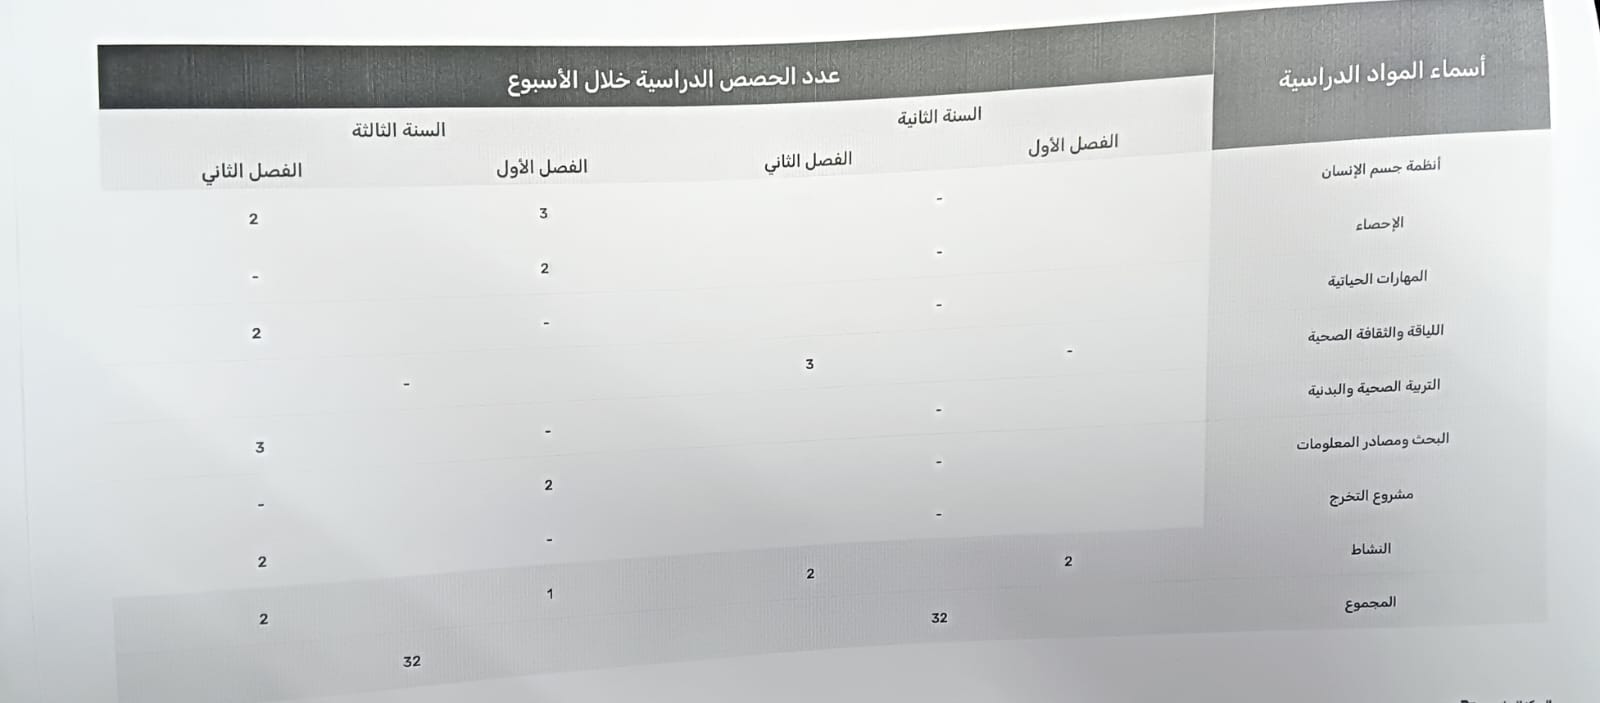 أسماء المواد الدراسية عدد الحصص الدراسية خلال الأسبوع
السنة الثانية السنة الثالثة
الفصل الأول الفصل الثاني الفصل الأول الفصل الثاني
أنظمة جسم الإنسان - 3 2
الإحصاء - 2 -
المهارات الحياتية - - 2
اللياقة والثقافة الصحية - 3 -
التربية الصحية والبدنية - - 3
البحث ومصادر المعلومات - 2 -
مشروع التخرج - - 2
النشاط 2 2 1 2
المجموع 32 32